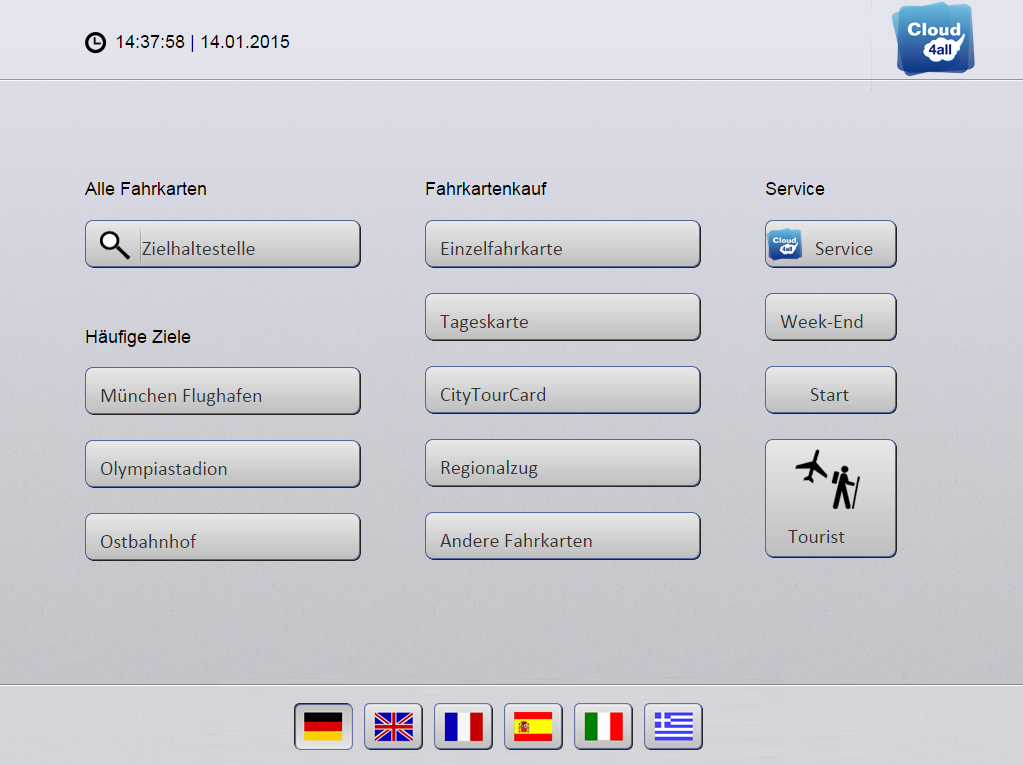 14:37:58 | 14.01.2015
Cloud
4all
Alle Fahrkarten
Zielhaltestelle
Häufige Ziele
München Flughafen
Olympiastadion
Ostbahnhof
Fahrkartenkauf
Einzelfahrkarte
Tageskarte
CityTourCard
Regionalzug
Andere Fahrkarten
Service
Cloud
4all
Service
Week-End
Start
Tourist